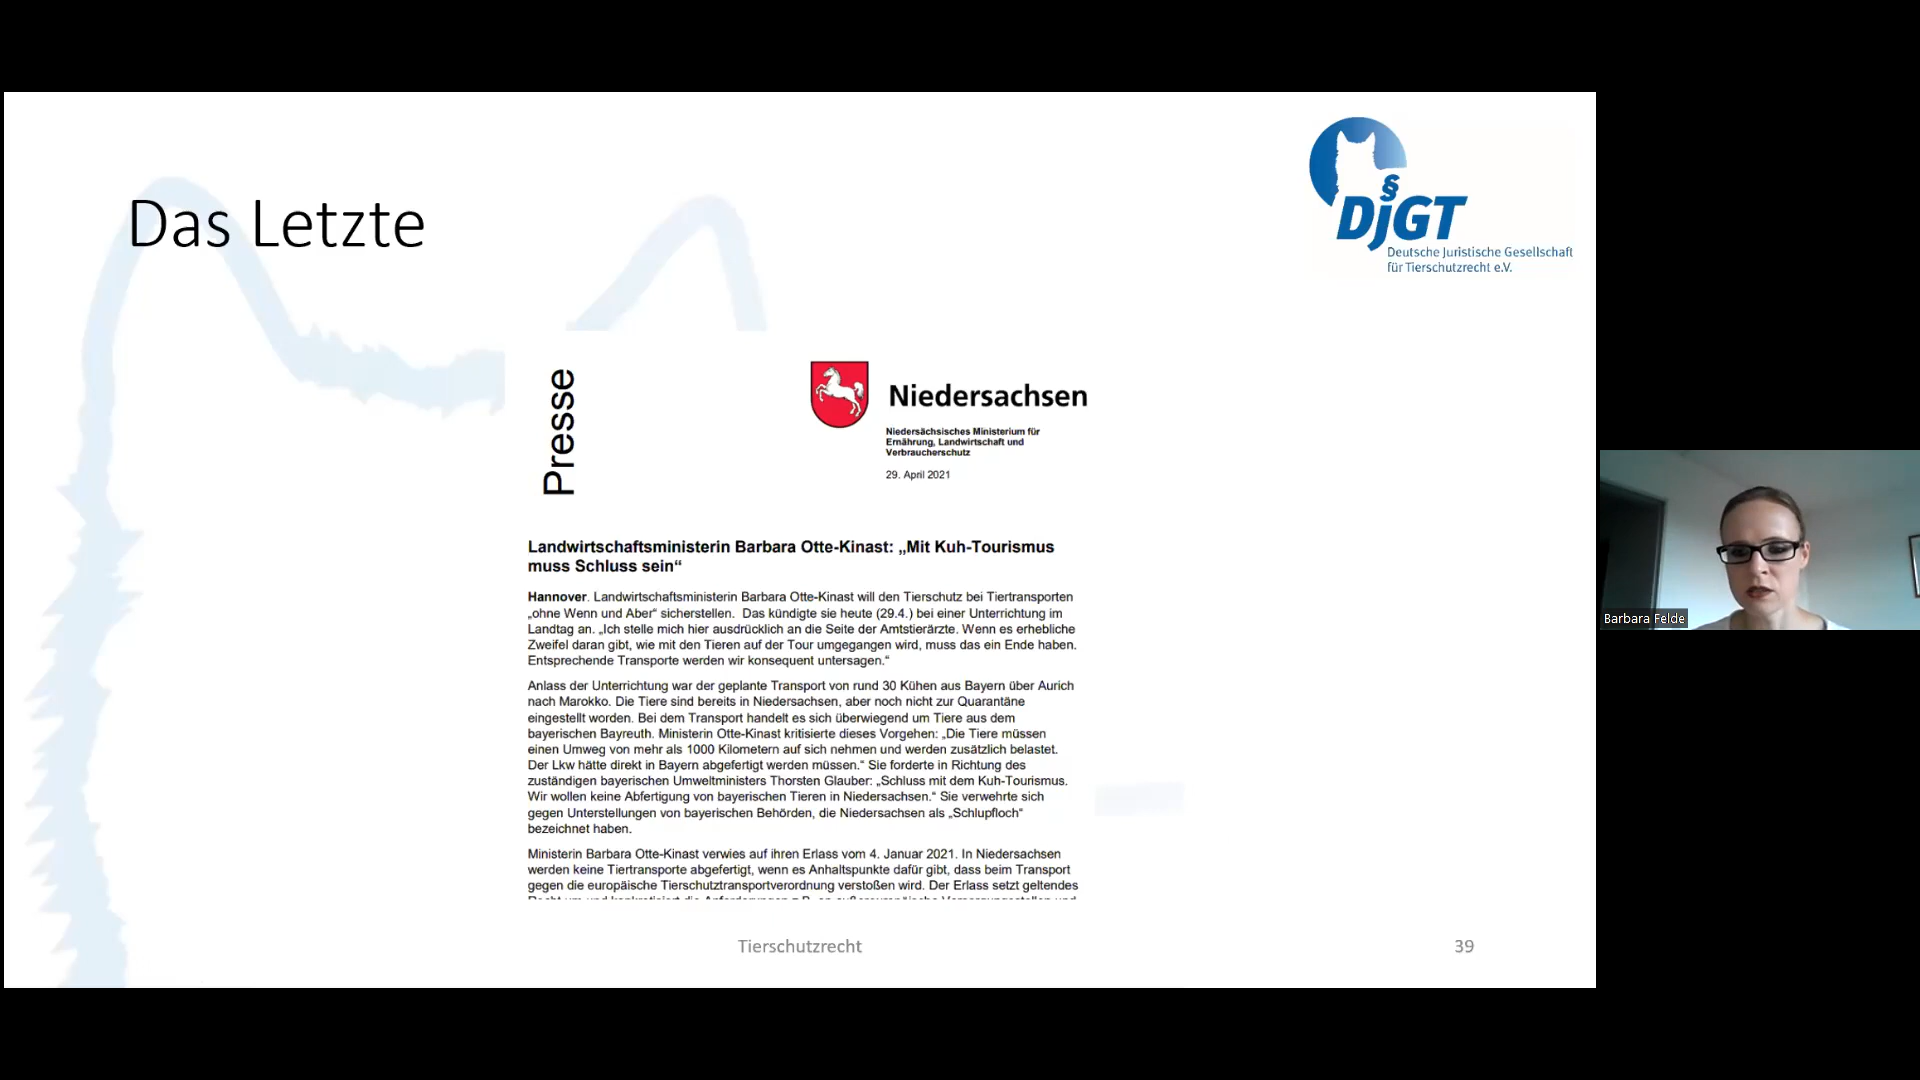 Das Letzte
§
DJGT
Deutsche Juristische Gesellschaft
für Tierschutzrecht e.V.
Presse
Niedersachsen
Niedersächsisches Ministerium für
Ernährung, Landwirtschaft und
Verbraucherschutz
29. April 2021
Landwirtschaftsministerin Barbara Otte-Kinast: „Mit Kuh-Tourismus
muss Schluss sein“
Hannover. Landwirtschaftsministerin Barbara Otte-Kinast will den Tierschutz bei Tiertransporten
„ohne Wenn und Aber“ sicherstellen. Das kündigte sie heute (29.4.) bei einer Unterrichtung im
Landtag an. „Ich stelle mich hier ausdrücklich an die Seite der Amtstierärzte. Wenn es erhebliche
Zweifel daran gibt, wie mit den Tieren auf der Tour umgegangen wird, muss das ein Ende haben.
Entsprechende Transporte werden wir konsequent untersagen.“
Anlass der Unterrichtung war der geplante Transport von rund 30 Kühen aus Bayern über Aurich
nach Marokko. Die Tiere sind bereits in Niedersachsen, aber noch nicht zur Quarantäne
eingestellt worden. Bei dem Transport handelt es sich überwiegend um Tiere aus dem
bayerischen Bayreuth. Ministerin Otte-Kinast kritisierte dieses Vorgehen: „Die Tiere müssen
einen Umweg von mehr als 1000 Kilometern auf sich nehmen und werden zusätzlich belastet.
Der Lkw hätte direkt in Bayern abgefertigt werden müssen.“ Sie forderte in Richtung des
zuständigen bayerischen Umweltministers Thorsten Glauber: „Schluss mit dem Kuh-Tourismus.
Wir wollen keine Abfertigung von bayerischen Tieren in Niedersachsen.“ Sie verwehrte sich
gegen Unterstellungen von bayerischen Behörden, die Niedersachsen als „Schlupfloch“
bezeichnet haben.
Ministerin Barbara Otte-Kinast verwies auf ihren Erlass vom 4. Januar 2021. In Niedersachsen
werden keine Tiertransporte abgefertigt, wenn es Anhaltspunkte dafür gibt, dass beim Transport
gegen die europäische Tierschutztransportverordnung verstoßen wird. Der Erlass setzt geltendes
Tierschutzrecht
39
Barbara Felde